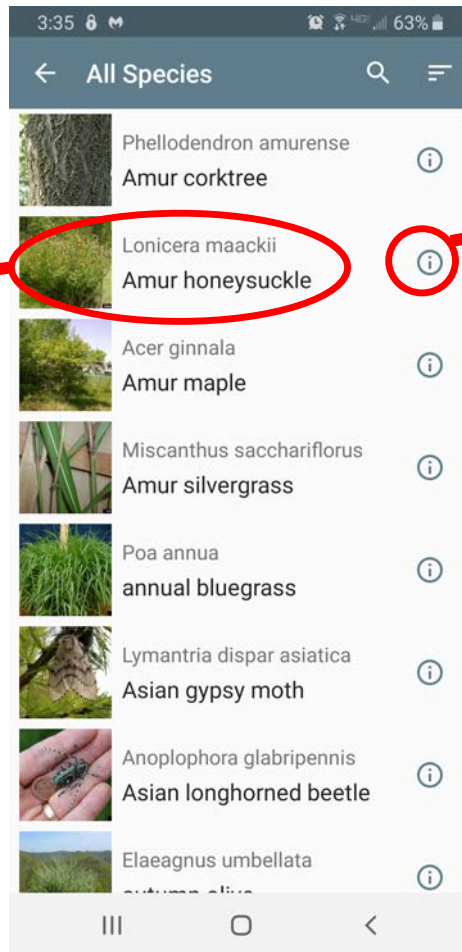 3:35 63%
All Species
Phellodendron amurense
Amur corktree
Lonicera maackii
Amur honeysuckle
Acer ginnala
Amur maple
Miscanthus sacchariflorus
Amur silvergrass
Poa annua
annual bluegrass
Lymantria dispar asiatica
Asian gypsy moth
Anoplophora glabripennis
Asian longhorned beetle
Elaeagnus umbellata